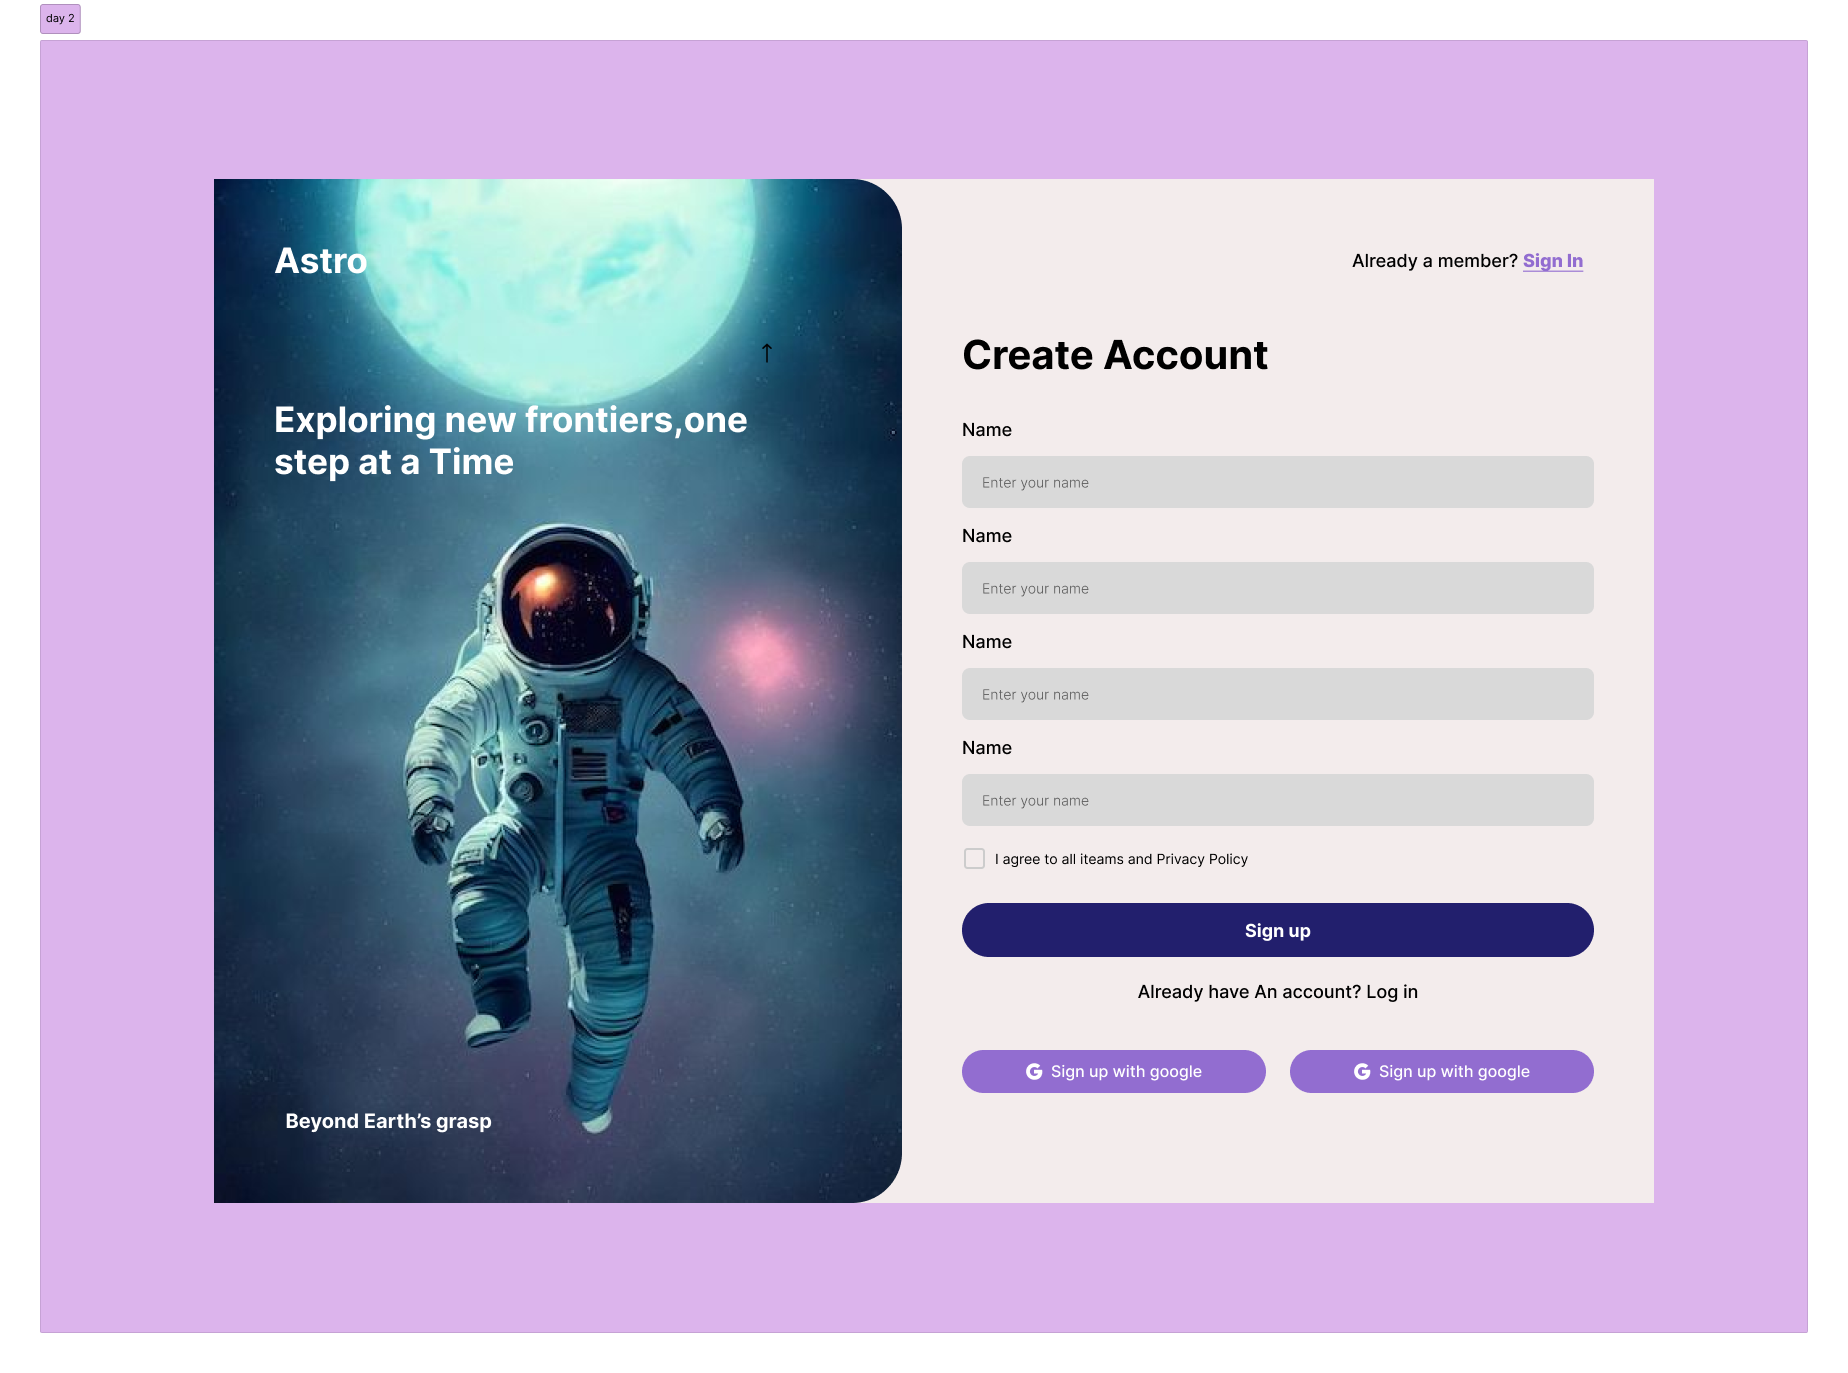 day 2
Astro
Exploring new frontiers,one
step at a Time
Beyond Earth’s grasp
Already a member? Sign In
Create Account
Name
Enter your name
Name
Enter your name
Name
Enter your name
Name
Enter your name
I agree to all iteams and Privacy Policy
Sign up
Already have An account? Log in
Sign up with google
Sign up with google